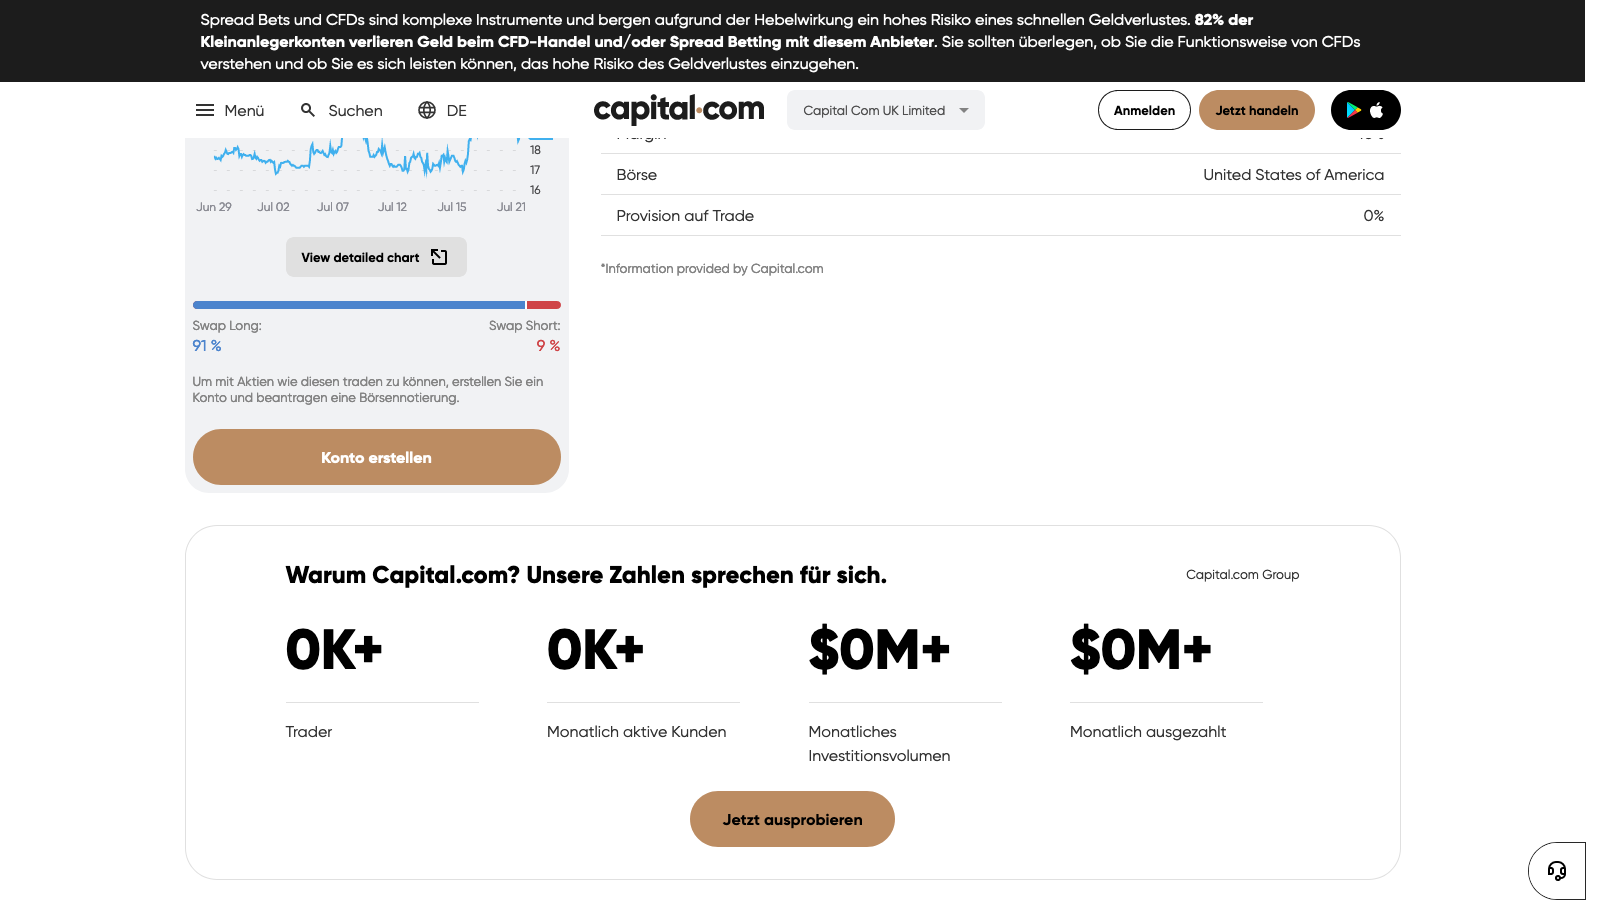 Spread Bets und CFDs sind komplexe Instrumente und bergen aufgrund der Hebelwirkung ein hohes Risiko eines schnellen Geldverlustes. 82% der
Kleinanlegerkonten verlieren Geld beim CFD-Handel und/oder Spread Betting mit diesem Anbieter. Sie sollten überlegen, ob Sie die Funktionsweise von CFDs
verstehen und ob Sie es sich leisten können, das hohe Risiko des Geldverlustes einzugehen.
Menü Suchen DE capital.com Capital Com UK Limited Anmelden Jetzt handeln
18
17
16
Jun 29 Jul 02 Jul 07 Jul 12 Jul 15 Jul 21
View detailed chart
Swap Long: Swap Short:
91 % 9 %
Um mit Aktien wie diesen traden zu können, erstellen Sie ein
Konto und beantragen eine Börsennotierung.
Konto erstellen
Börse United States of America
Provision auf Trade 0%
*Information provided by Capital.com
Warum Capital.com? Unsere Zahlen sprechen für sich. Capital.com Group
0K+ 0K+ $0M+ $0M+
Trader Monatlich aktive Kunden Monatliches Monatlich ausgezahlt
Investitionsvolumen
Jetzt ausprobieren